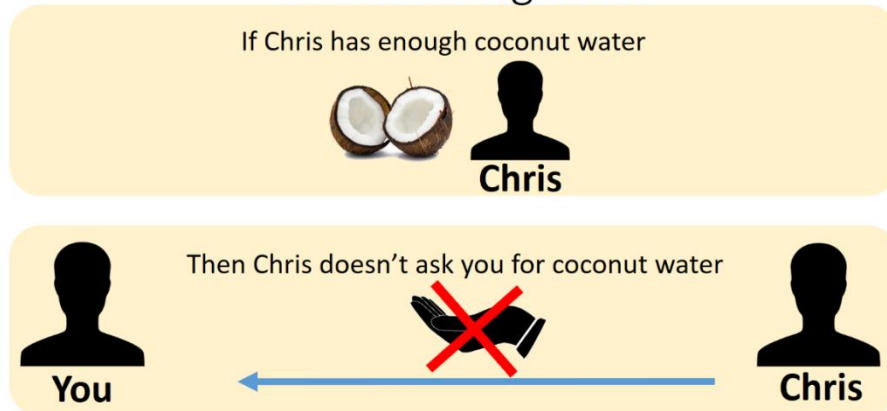 If Chris has enough coconut water
Chris
Then Chris doesn’t ask you for coconut water
You
Chris